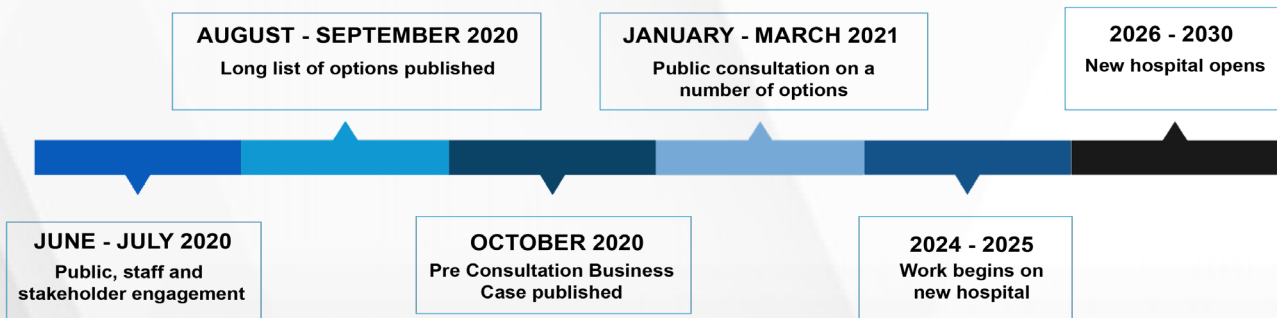 AUGUST - SEPTEMBER 2020
Long list of options published
JANUARY - MARCH 2021
Public consultation on a
number of options
2026 - 2030
New hospital opens
JUNE - JULY 2020
Public, staff and
stakeholder engagement
OCTOBER 2020
Pre Consultation Business
Case published
2024 - 2025
Work begins on
new hospital